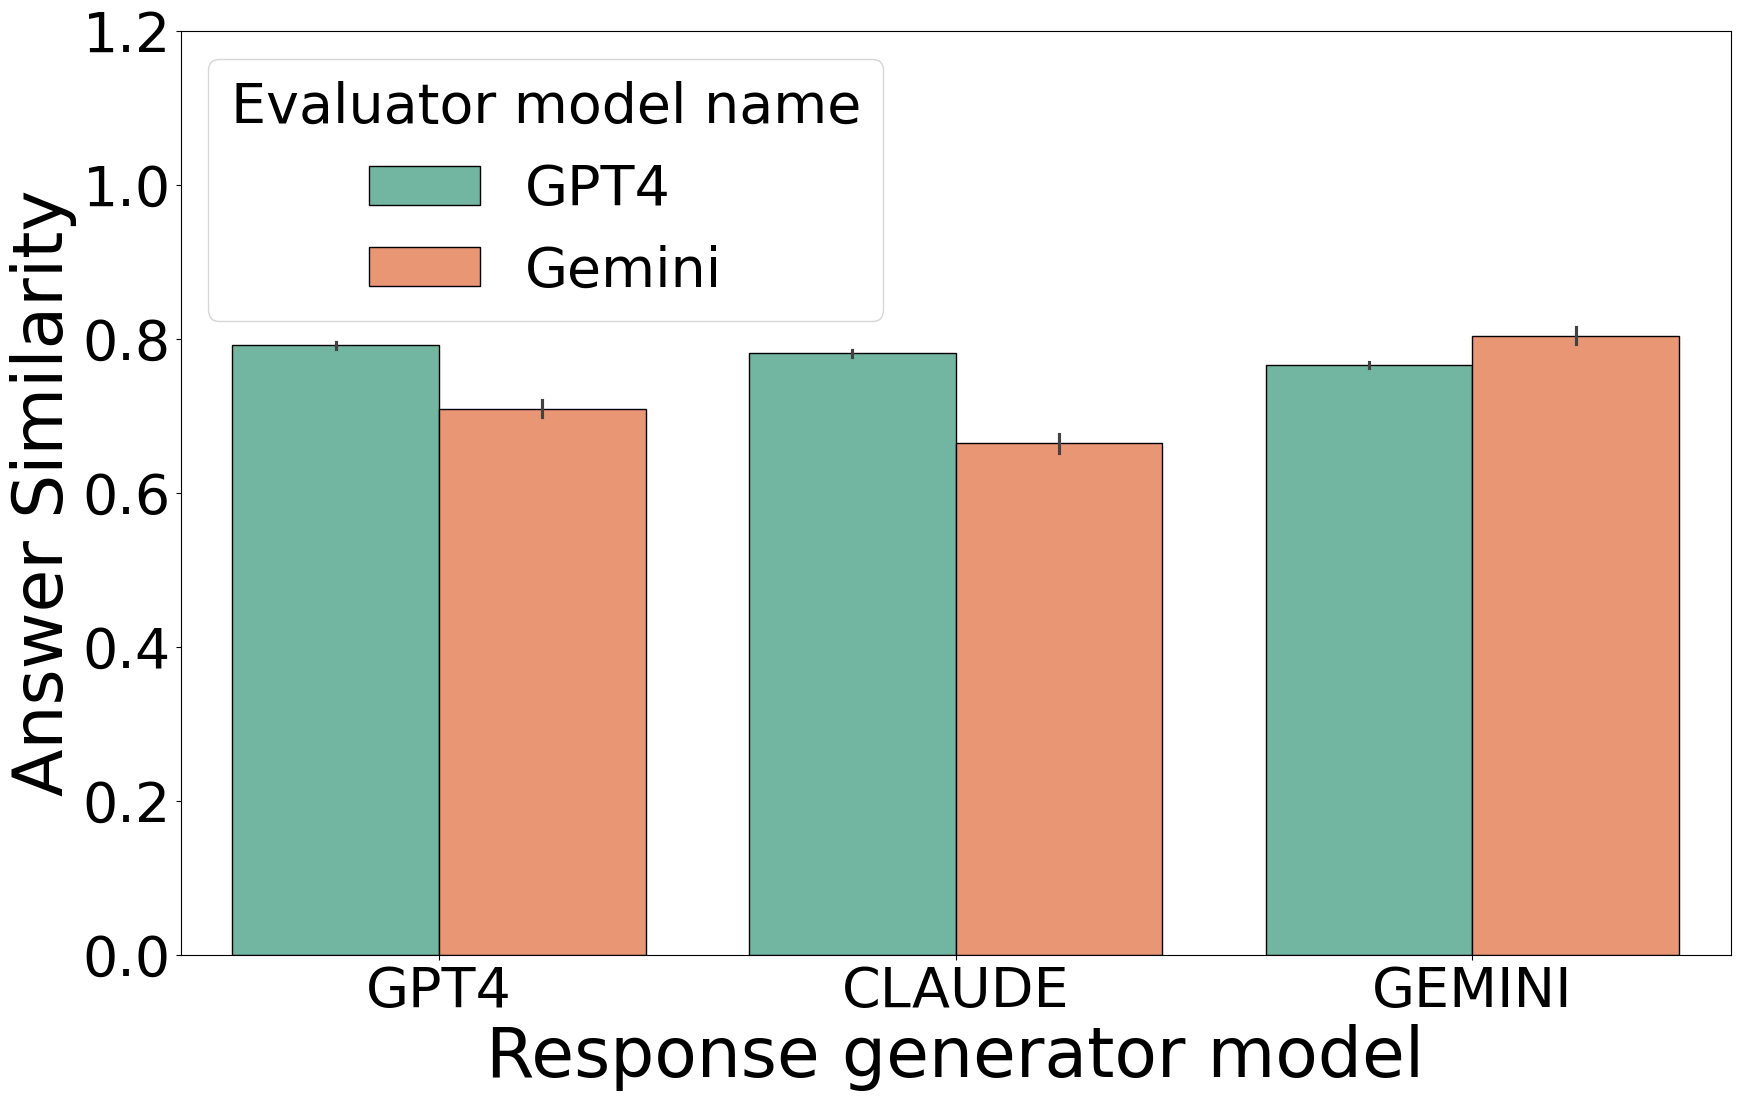 1.2
1.0
0.8
0.6
0.4
0.2
0.0
Answer Similarity
Evaluator model name
GPT4
Gemini
GPT4 CLAUDE GEMINI
Response generator model